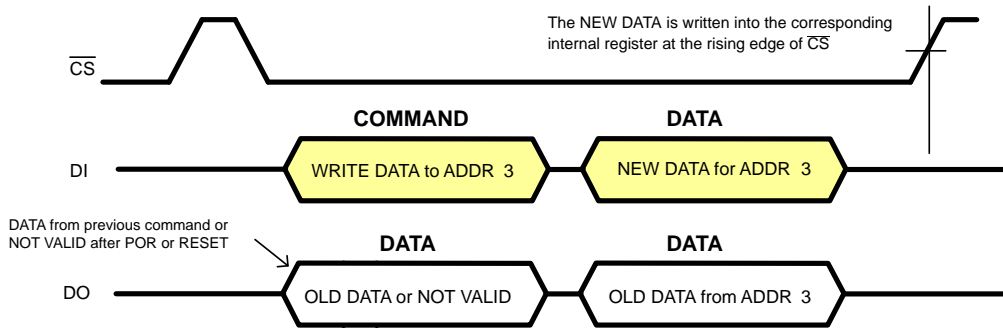 The NEW DATA is written into the corresponding
internal register at the rising edge of C̅S̅
C̅S̅
COMMAND
DATA
DI
WRITE DATA to ADDR 3
NEW DATA for ADDR 3
DATA from previous command or
NOT VALID after POR or RESET
DATA
DATA
DO
OLD DATA or NOT VALID
OLD DATA from ADDR 3